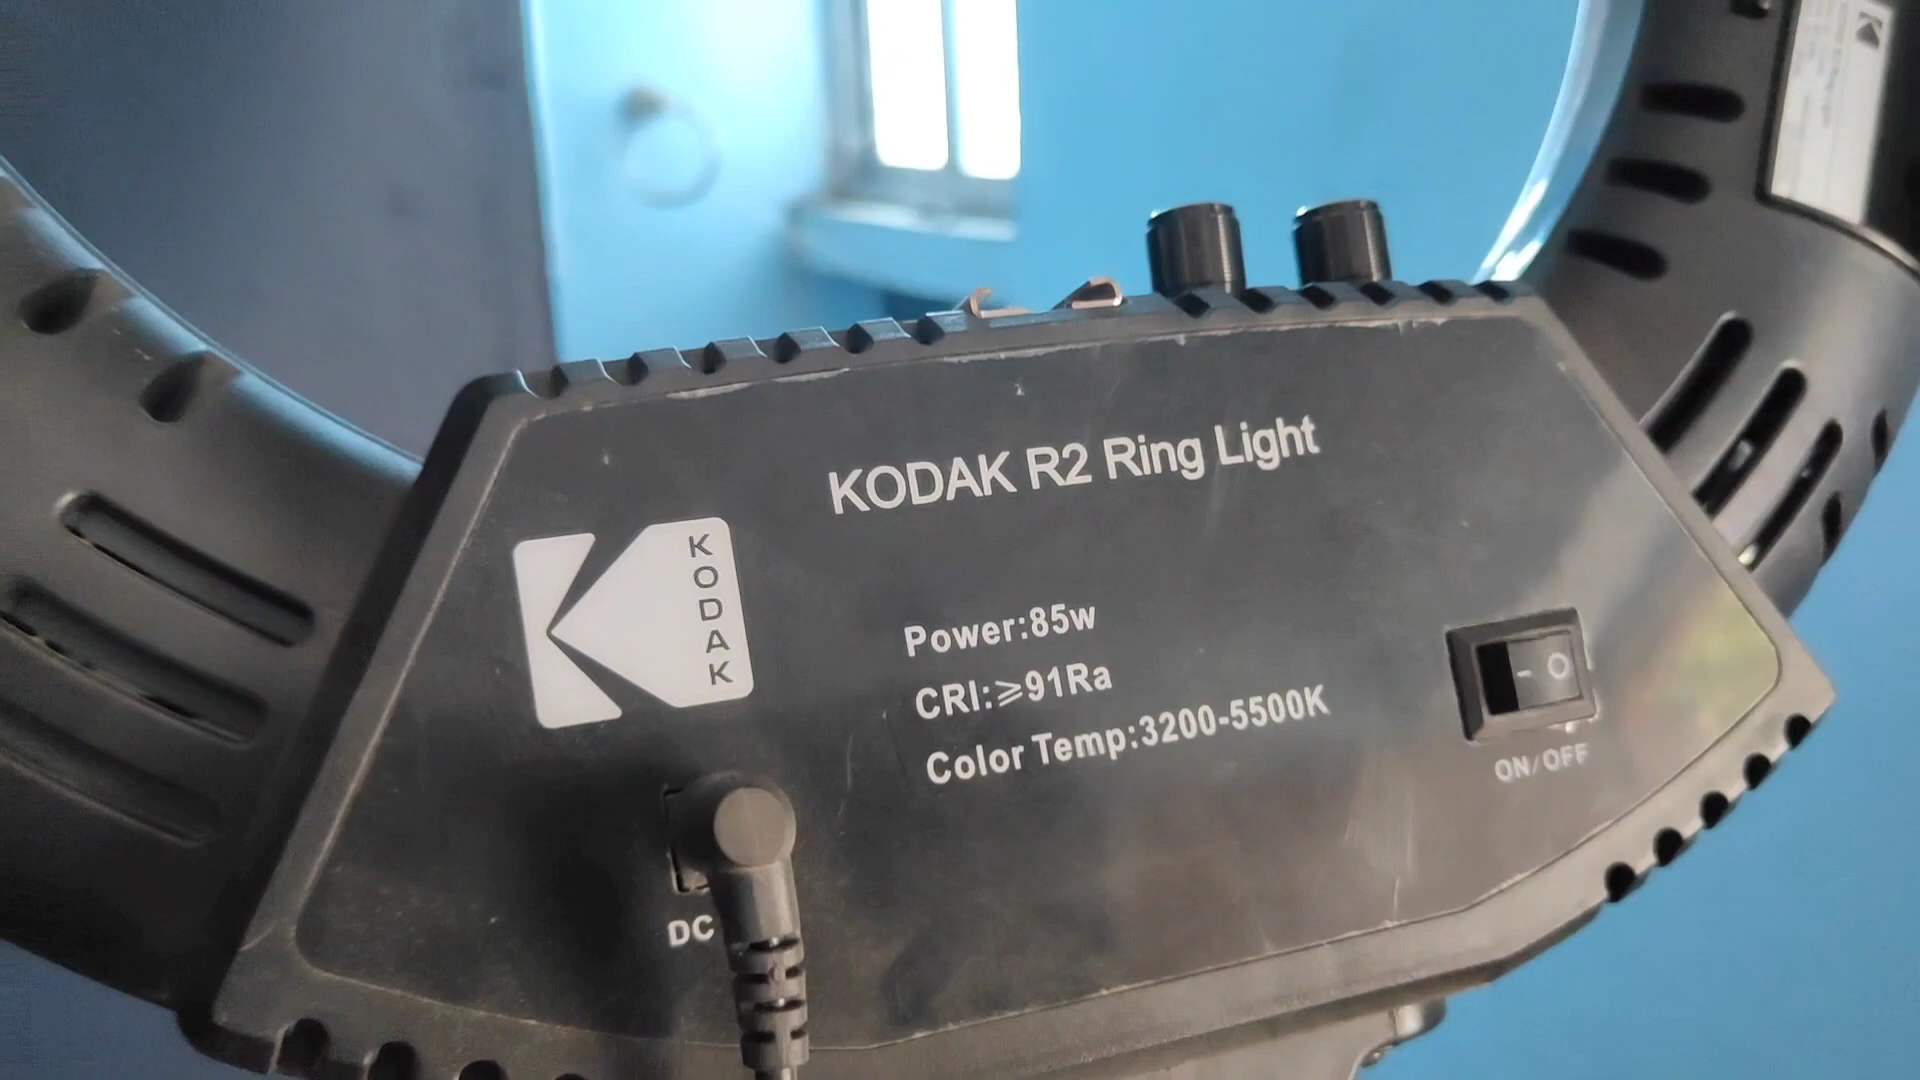 KODAK R2 Ring Light
KODAK
Power:85w
CRI:⩾91Ra
Color Temp:3200-5500K
- O
ON/OFF
DC